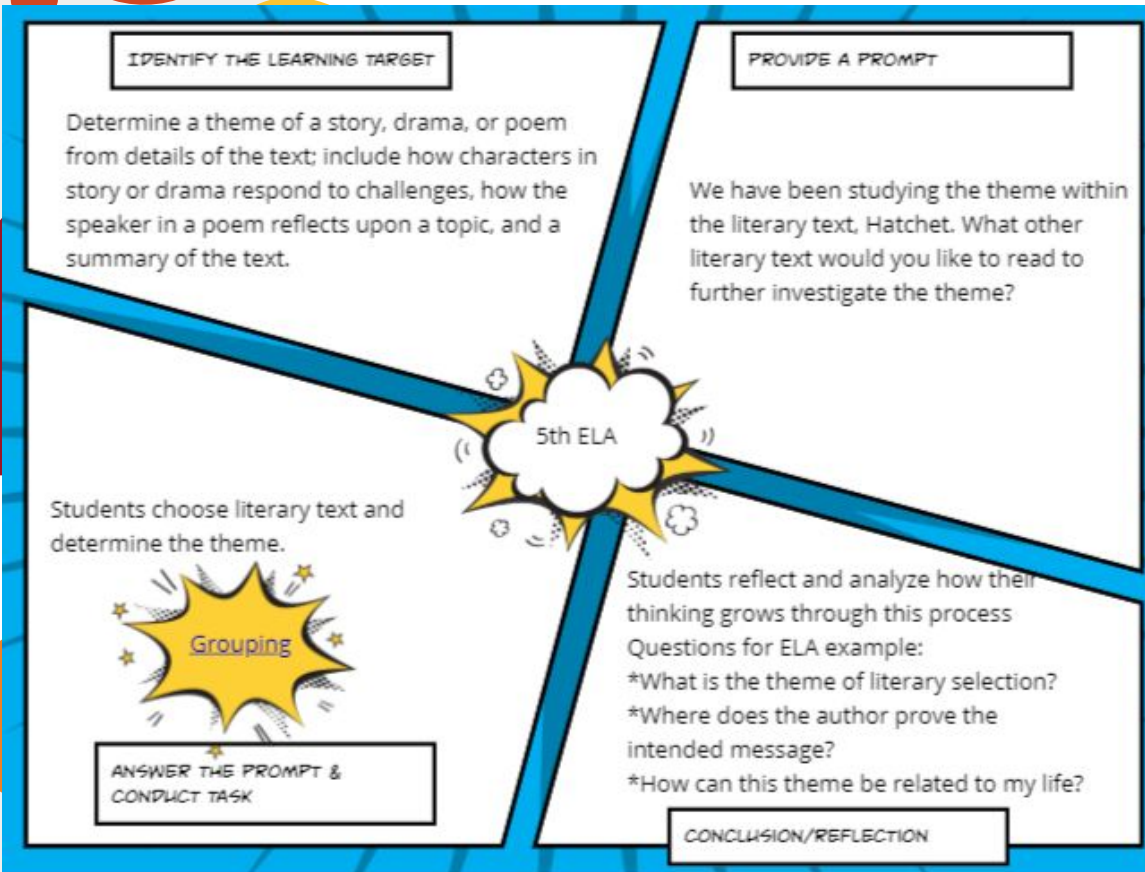 IDENTIFY THE LEARNING TARGET
Determine a theme of a story, drama, or poem
from details of the text; include how characters in
story or drama respond to challenges, how the
speaker in a poem reflects upon a topic, and a
summary of the text.
PROVIDE A PROMPT
We have been studying the theme within
the literary text, Hatchet. What other
literary text would you like to read to
further investigate the theme?
5th ELA
Students choose literary text and
determine the theme.
Grouping
ANSWER THE PROMPT &
CONDUCT TASK
Students reflect and analyze how their
thinking grows through this process
Questions for ELA example:
*What is the theme of literary selection?
*Where does the author prove the
intended message?
*How can this theme be related to my life?
CONCLUSION/REFLECTION